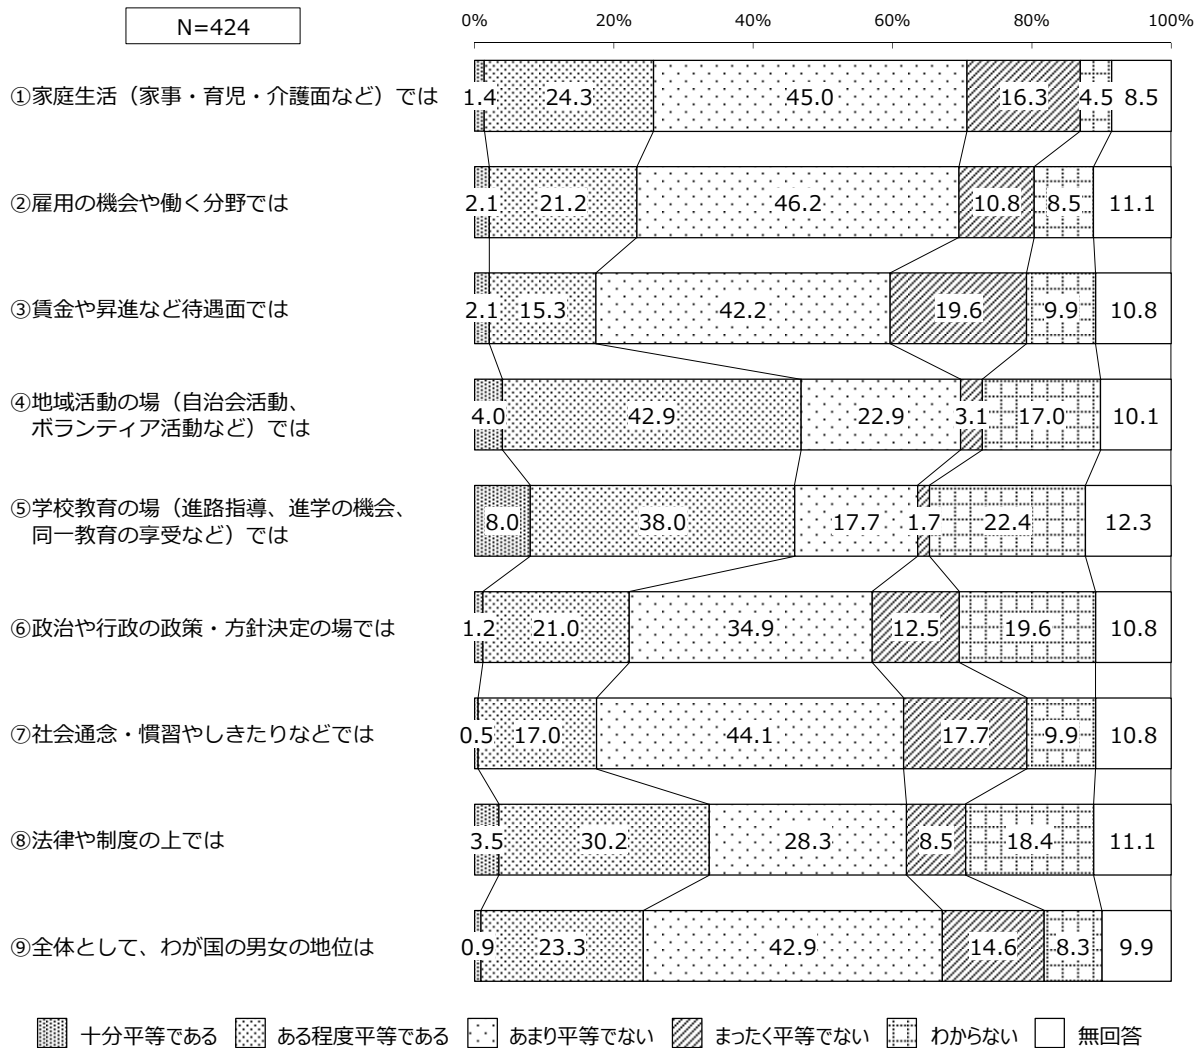 N=424
0% 20% 40% 60% 80% 100%
①家庭生活（家事・育児・介護面など）では 1.4 24.3 45.0 16.3 4.5 8.5
②雇用の機会や働く分野では 2.1 21.2 46.2 10.8 8.5 11.1
③賃金や昇進など待遇面では 2.1 15.3 42.2 19.6 9.9 10.8
④地域活動の場（自治会活動、
ボランティア活動など）では 4.0 42.9 22.9 3.1 17.0 10.1
⑤学校教育の場（進路指導、進学の機会、
同一教育の享受など）では 8.0 38.0 17.7 1.7 22.4 12.3
⑥政治や行政の政策・方針決定の場では 1.2 21.0 34.9 12.5 19.6 10.8
⑦社会通念・慣習やしきたりなどでは 0.5 17.0 44.1 17.7 9.9 10.8
⑧法律や制度の上では 3.5 30.2 28.3 8.5 18.4 11.1
⑨全体として、わが国の男女の地位は 0.9 23.3 42.9 14.6 8.3 9.9
十分平等である ある程度平等である あまり平等でない まったく平等でない わからない 無回答